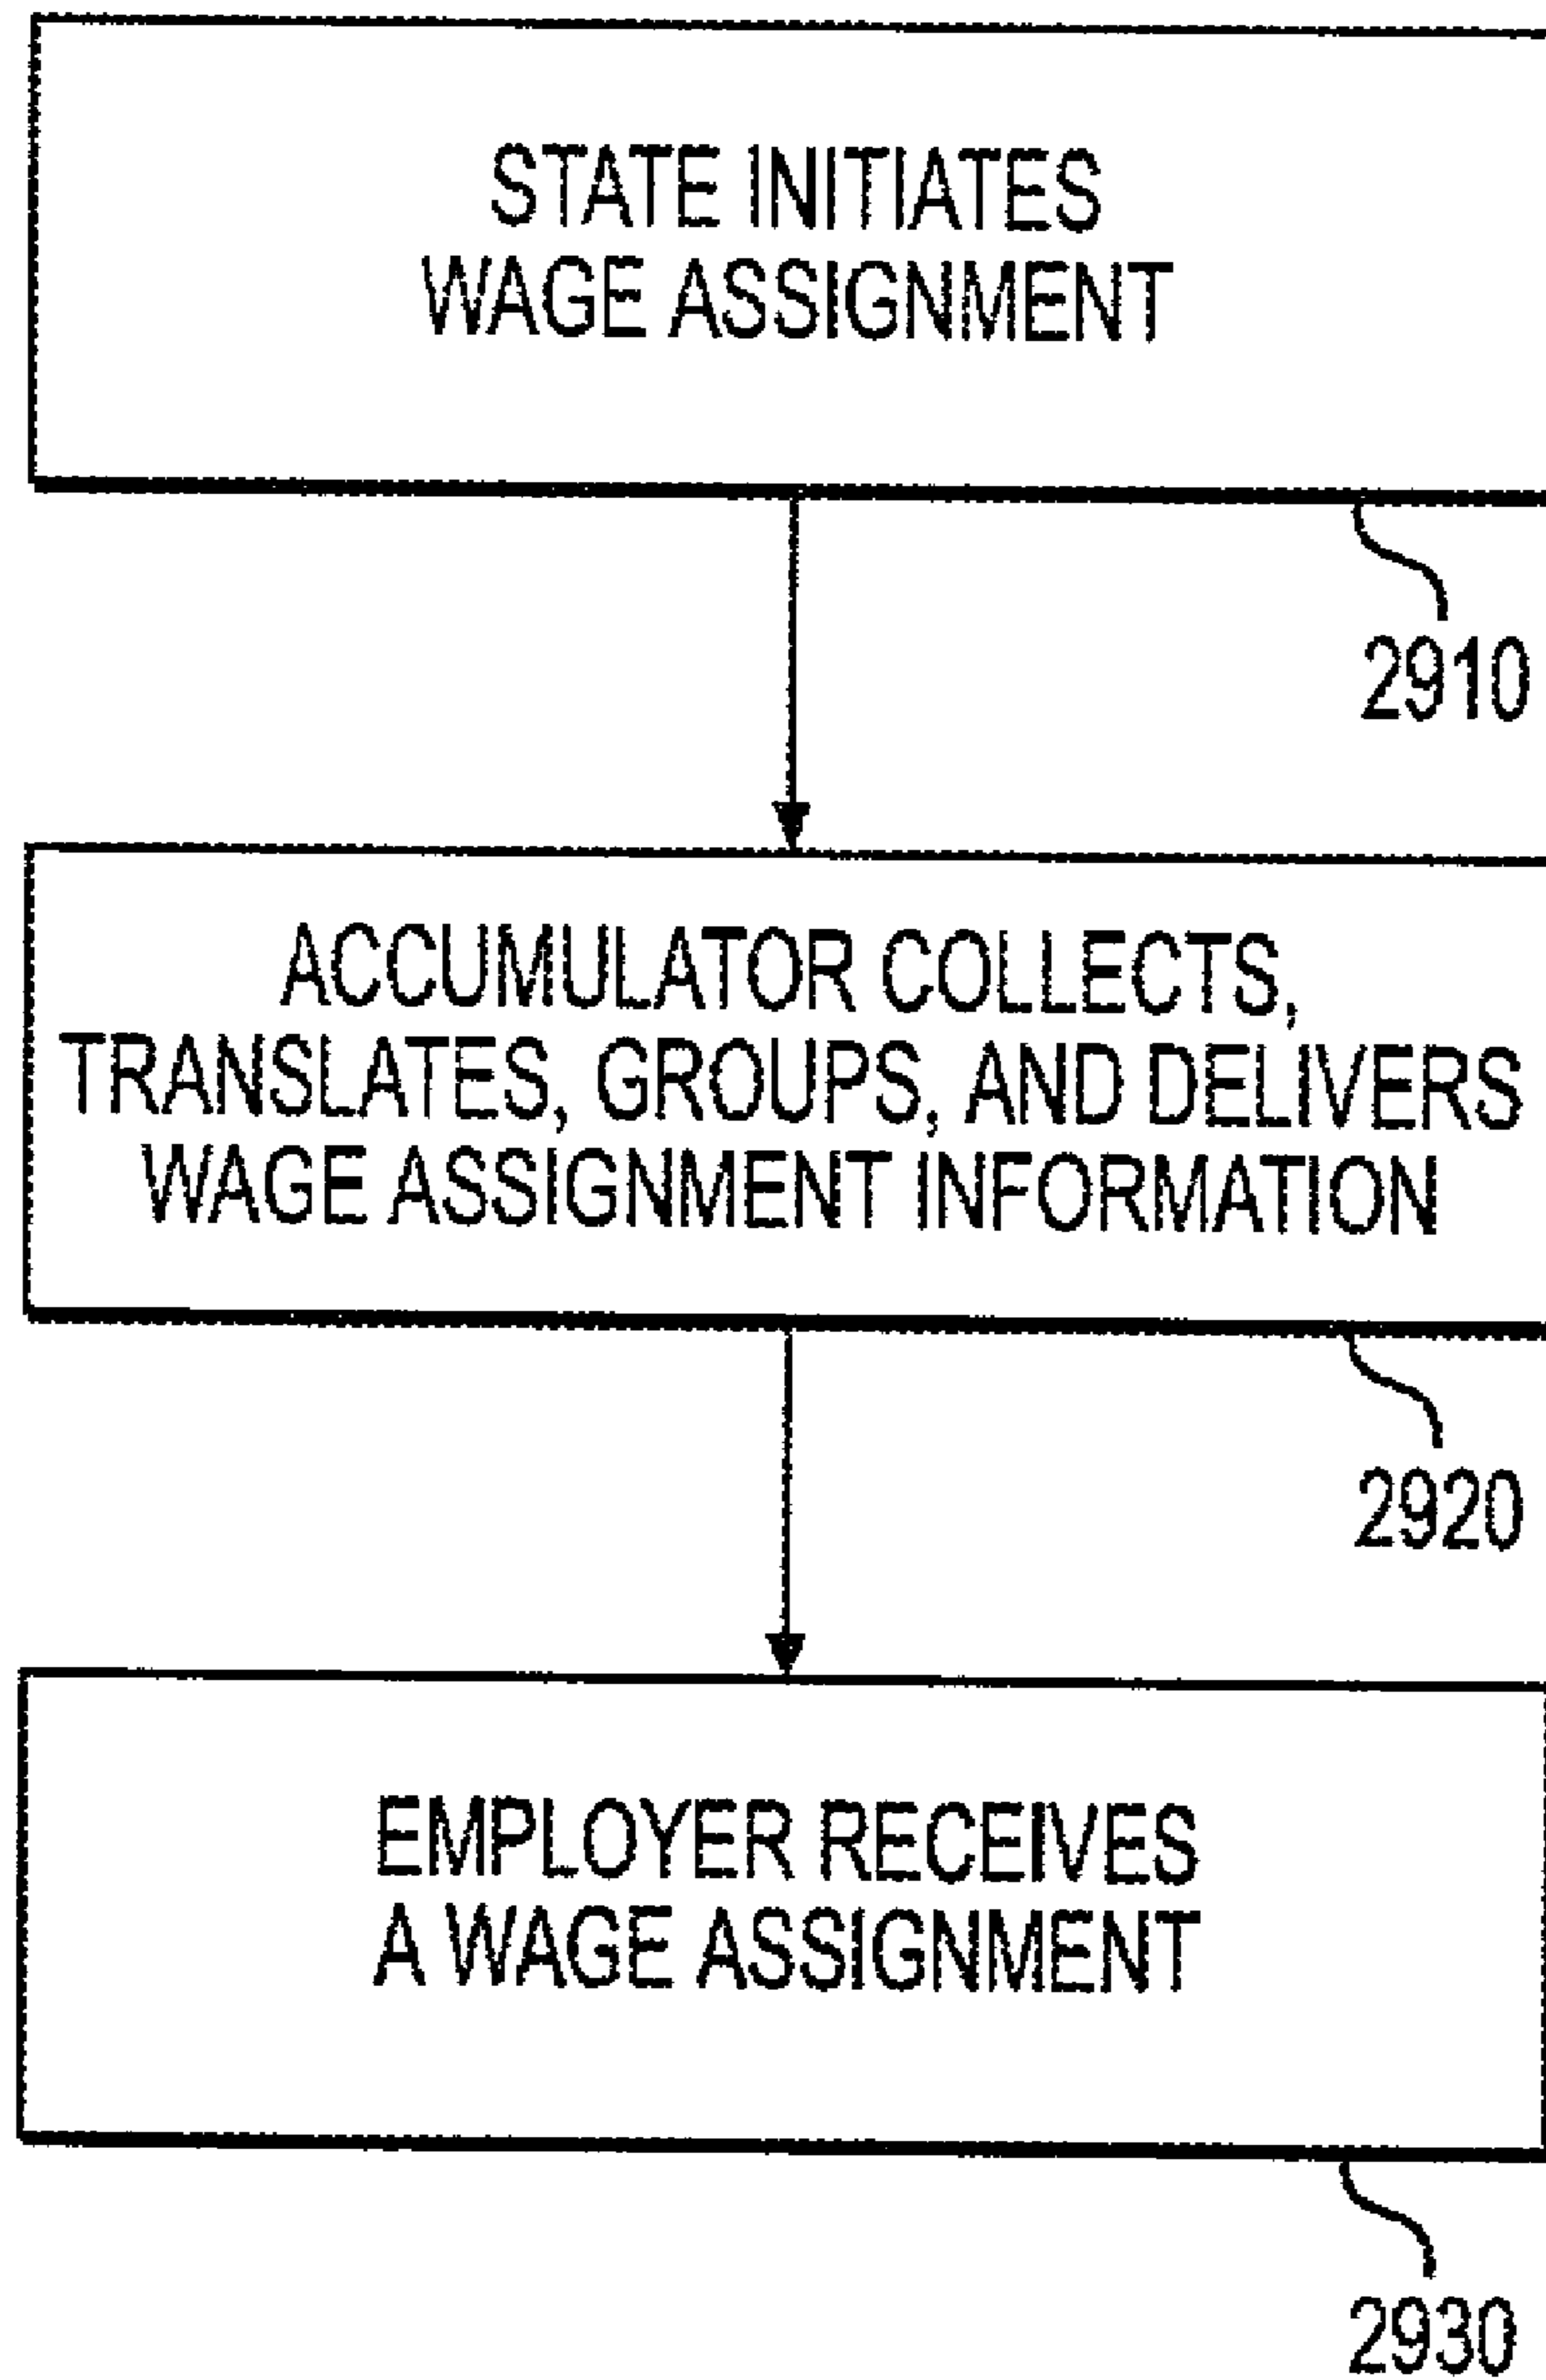 STATE INITIATES
WAGE ASSIGNMENT
2910
ACCUMULATOR COLLECTS,
TRANSLATES, GROUPS, AND DELIVERS
WAGE ASSIGNMENT INFORMATION
2920
EMPLOYER RECEIVES
A WAGE ASSIGNMENT
2930